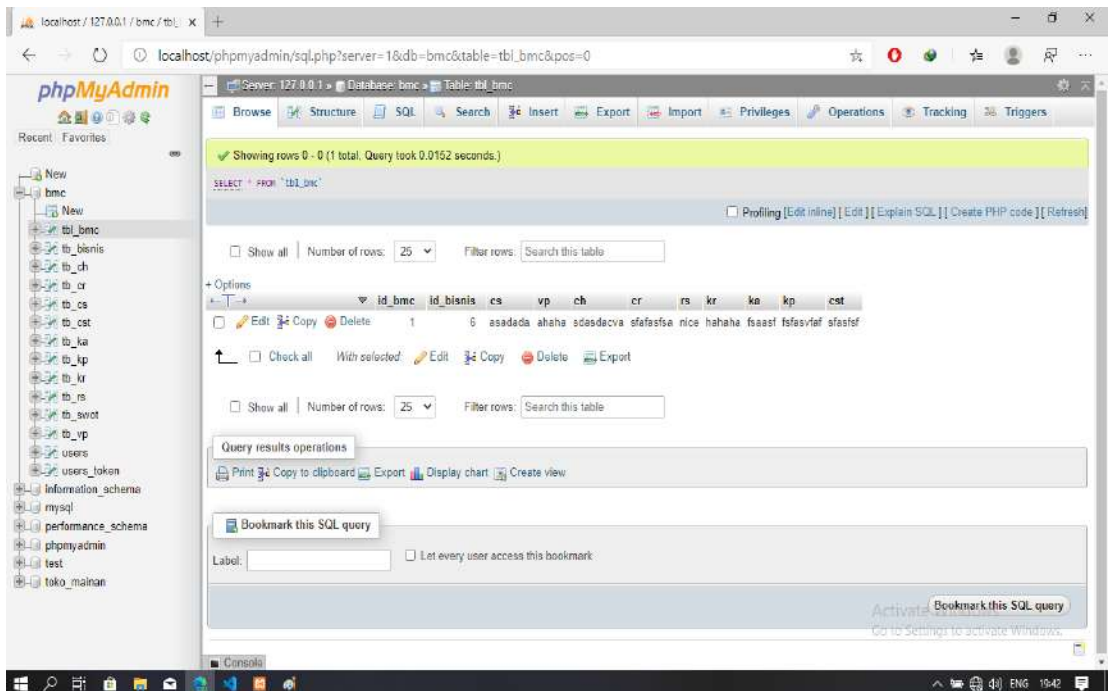 localhost / 127.0.0.1 / bmc / tbl_
localhost/phpmyadmin/sql.php?server=1&db=bmc&table=tbl_bmc&pos=0
phpMyAdmin
Recent Favorites
New
bmc
New
tbl_bmc
tb_bisnis
tb_ch
tb_cr
tb_cs
tb_cst
tb_ka
tb_kp
tb_kr
tb_rs
tb_swot
tb_vp
users
users_token
information_schema
mysql
performance_schema
phpmyadmin
test
toko_mainan
Server: 127.0.0.1 » Database: bmc » Table: tbl_bmc
Browse Structure SQL Search Insert Export Import Privileges Operations Tracking Triggers
Showing rows 0 - 0 (1 total, Query took 0.0152 seconds.)
SELECT * FROM `tbl_bmc`
Profiling [Edit inline] [ Edit ] [ Explain SQL ] [ Create PHP code ] [ Refresh]
Show all Number of rows: 25 Filter rows: Search this table
+ Options
id_bmc id_bisnis cs vp ch cr rs kr ka kp cst
Edit Copy Delete 1 6 asadada ahaha sdasdacva sfafasfsa nice hahaha fsaasf fsfasvfaf sfasfsf
Check all With selected: Edit Copy Delete Export
Show all Number of rows: 25 Filter rows: Search this table
Query results operations
Print Copy to clipboard Export Display chart Create view
Bookmark this SQL query
Label: Let every user access this bookmark
Bookmark this SQL query
Activate Windows
Go to Settings to activate Windows.
Console
ENG 19:42